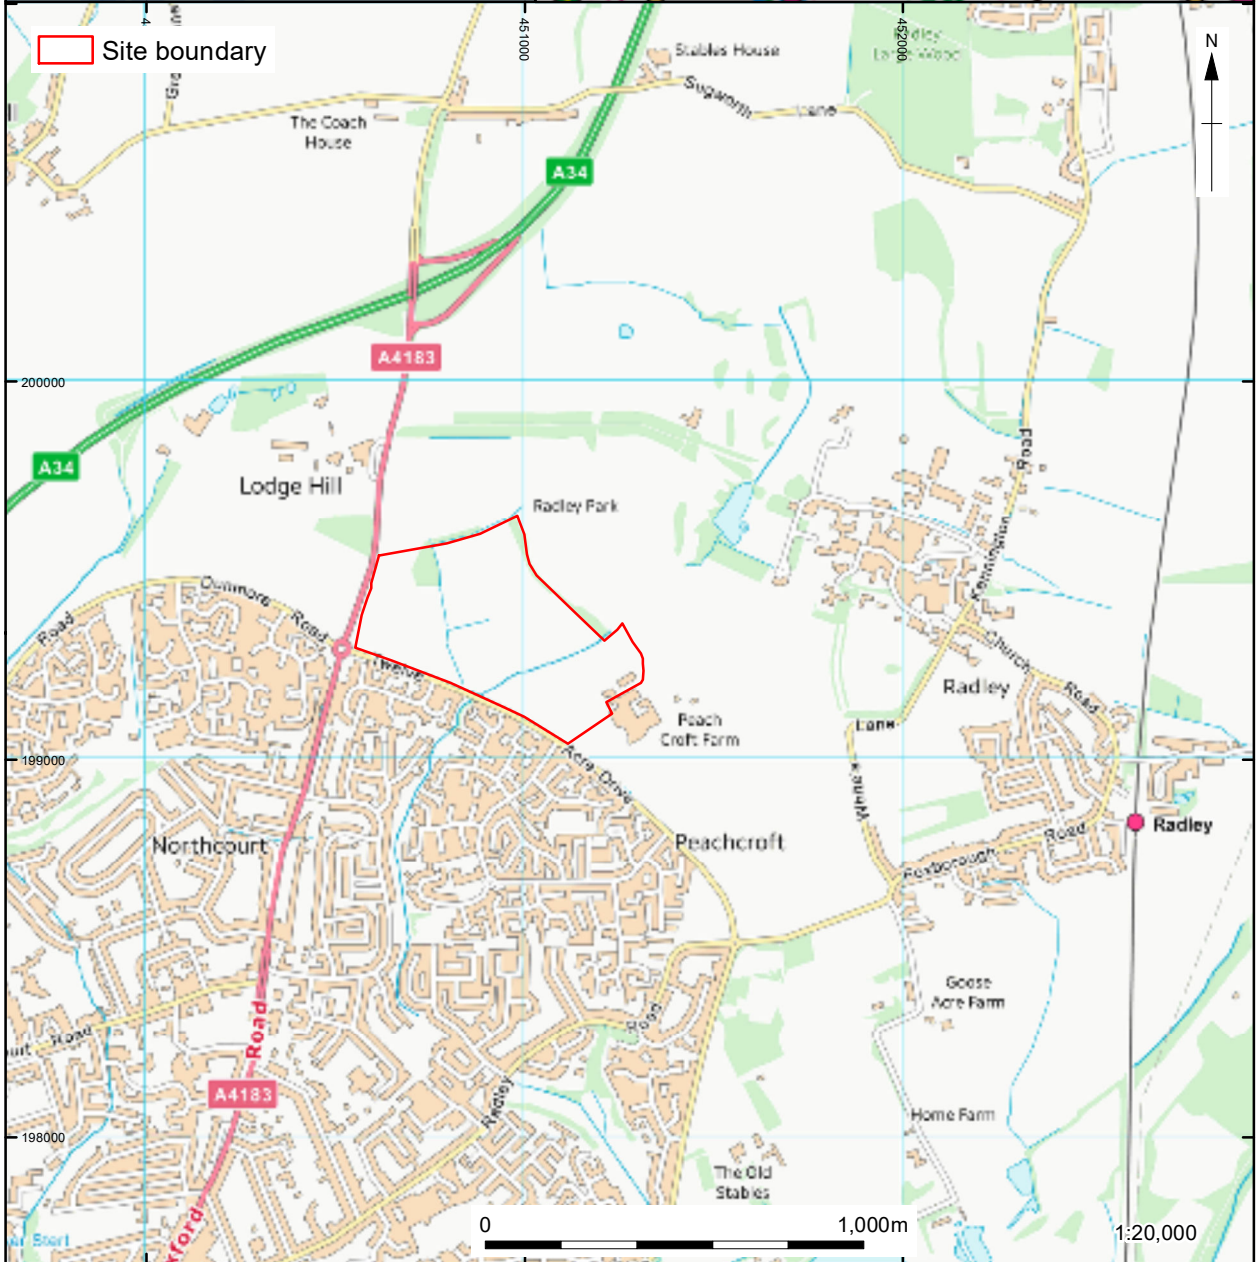 Site boundary
451000
452000
N
Stables House
Radley
Large Wood
Sugworth Lane
The Coach
House
A34
A4183
200000
A34
Lodge Hill
Radley Park
Road
Kennington
Dunmore Road
Road
Twelve
Acre Drive
Church Road
Radley
Peach
Croft Farm
Lane
199000
Radley
Northcourt
Peachcroft
Foxborough Road
Goose
Acre Farm
Road
Road
Road
A4183
Radley
Home Farm
198000
The Old
Stables
0
1,000m
1:20,000